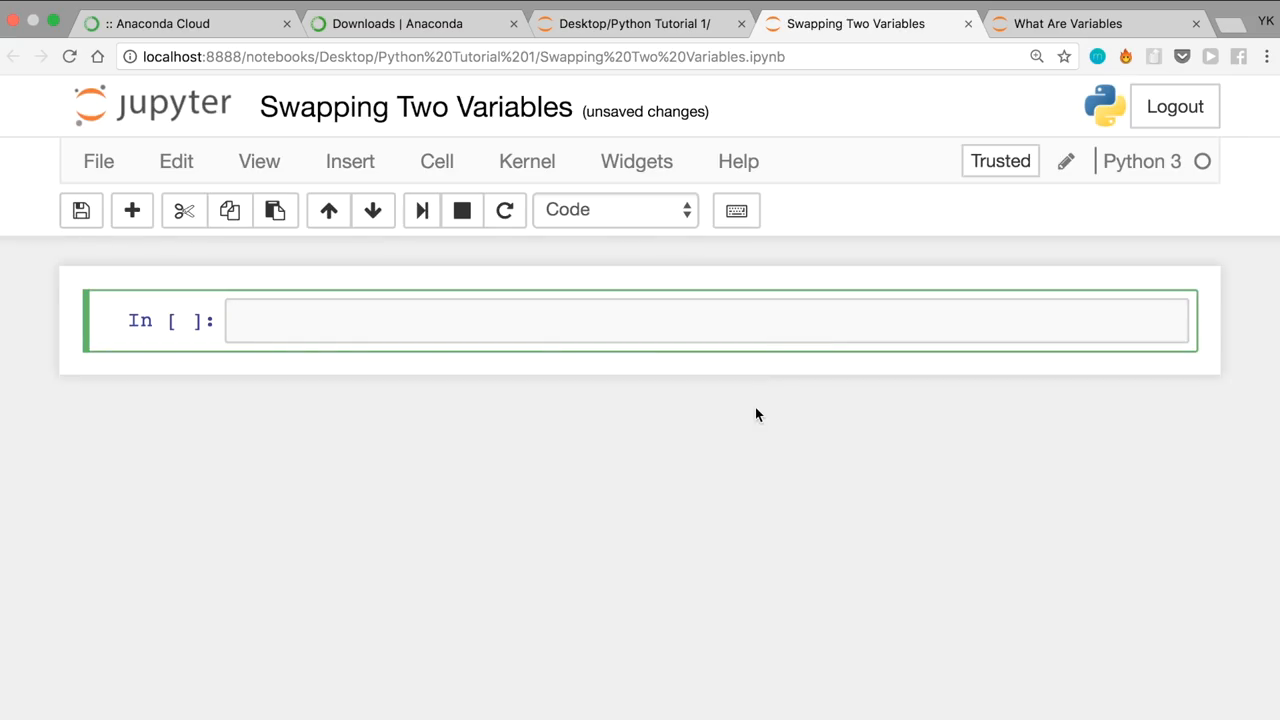 :: Anaconda Cloud
Downloads | Anaconda
Desktop/Python Tutorial 1/
Swapping Two Variables
What Are Variables
YK
localhost:8888/notebooks/Desktop/Python%20Tutorial%201/Swapping%20Two%20Variables.ipynb
jupyter
Swapping Two Variables (unsaved changes)
Logout
File Edit View Insert Cell Kernel Widgets Help
Trusted
Python 3
Code
In [ ]: